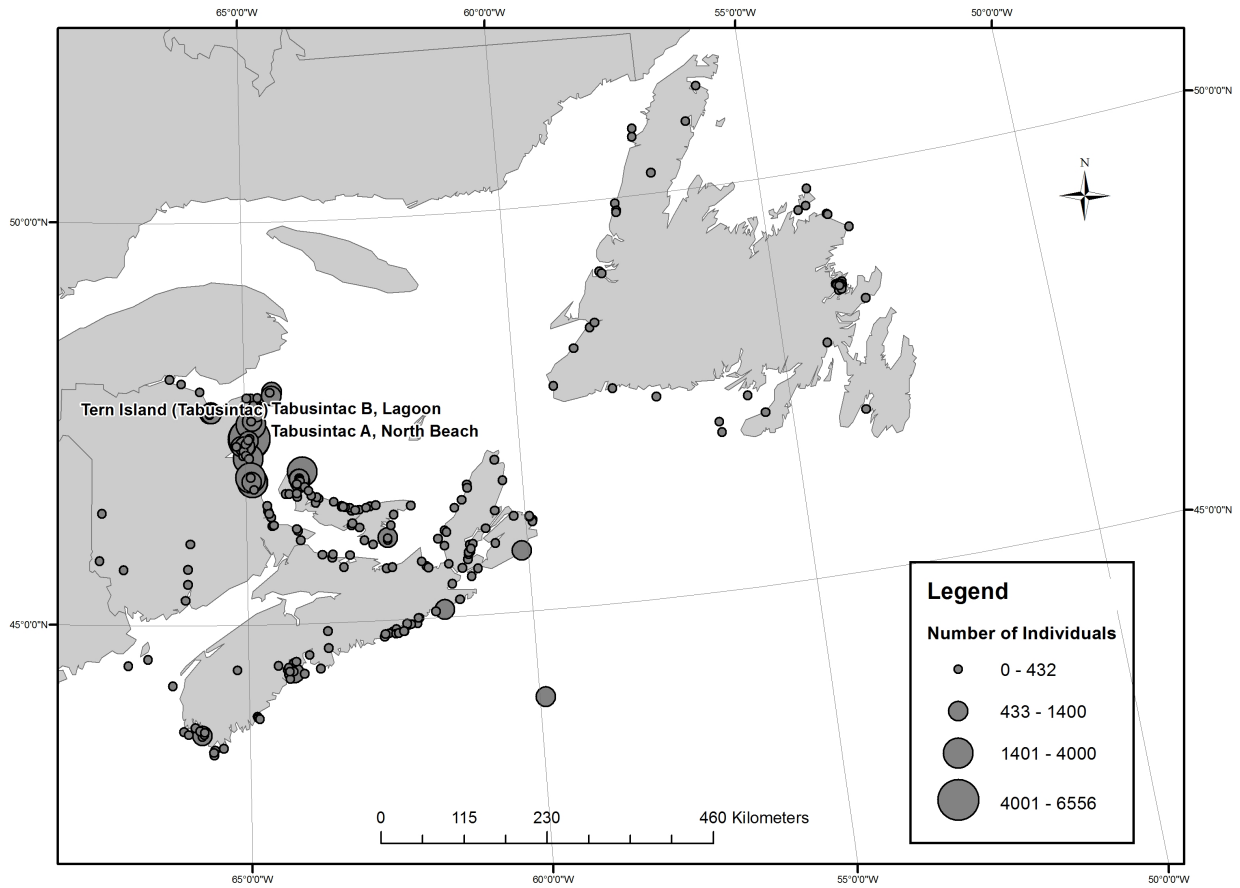 65°0'0"W 60°0'0"W 55°0'0"W 50°0'0"W
50°0'0"N
N
50°0'0"N
Tern Island (Tabusintac) Tabusintac B, Lagoon
Tabusintac A, North Beach
45°0'0"N
45°0'0"N
Legend
Number of Individuals
0 - 432
433 - 1400
1401 - 4000
4001 - 6556
0 115 230 460 Kilometers
65°0'0"W 60°0'0"W 55°0'0"W 50°0'0"W